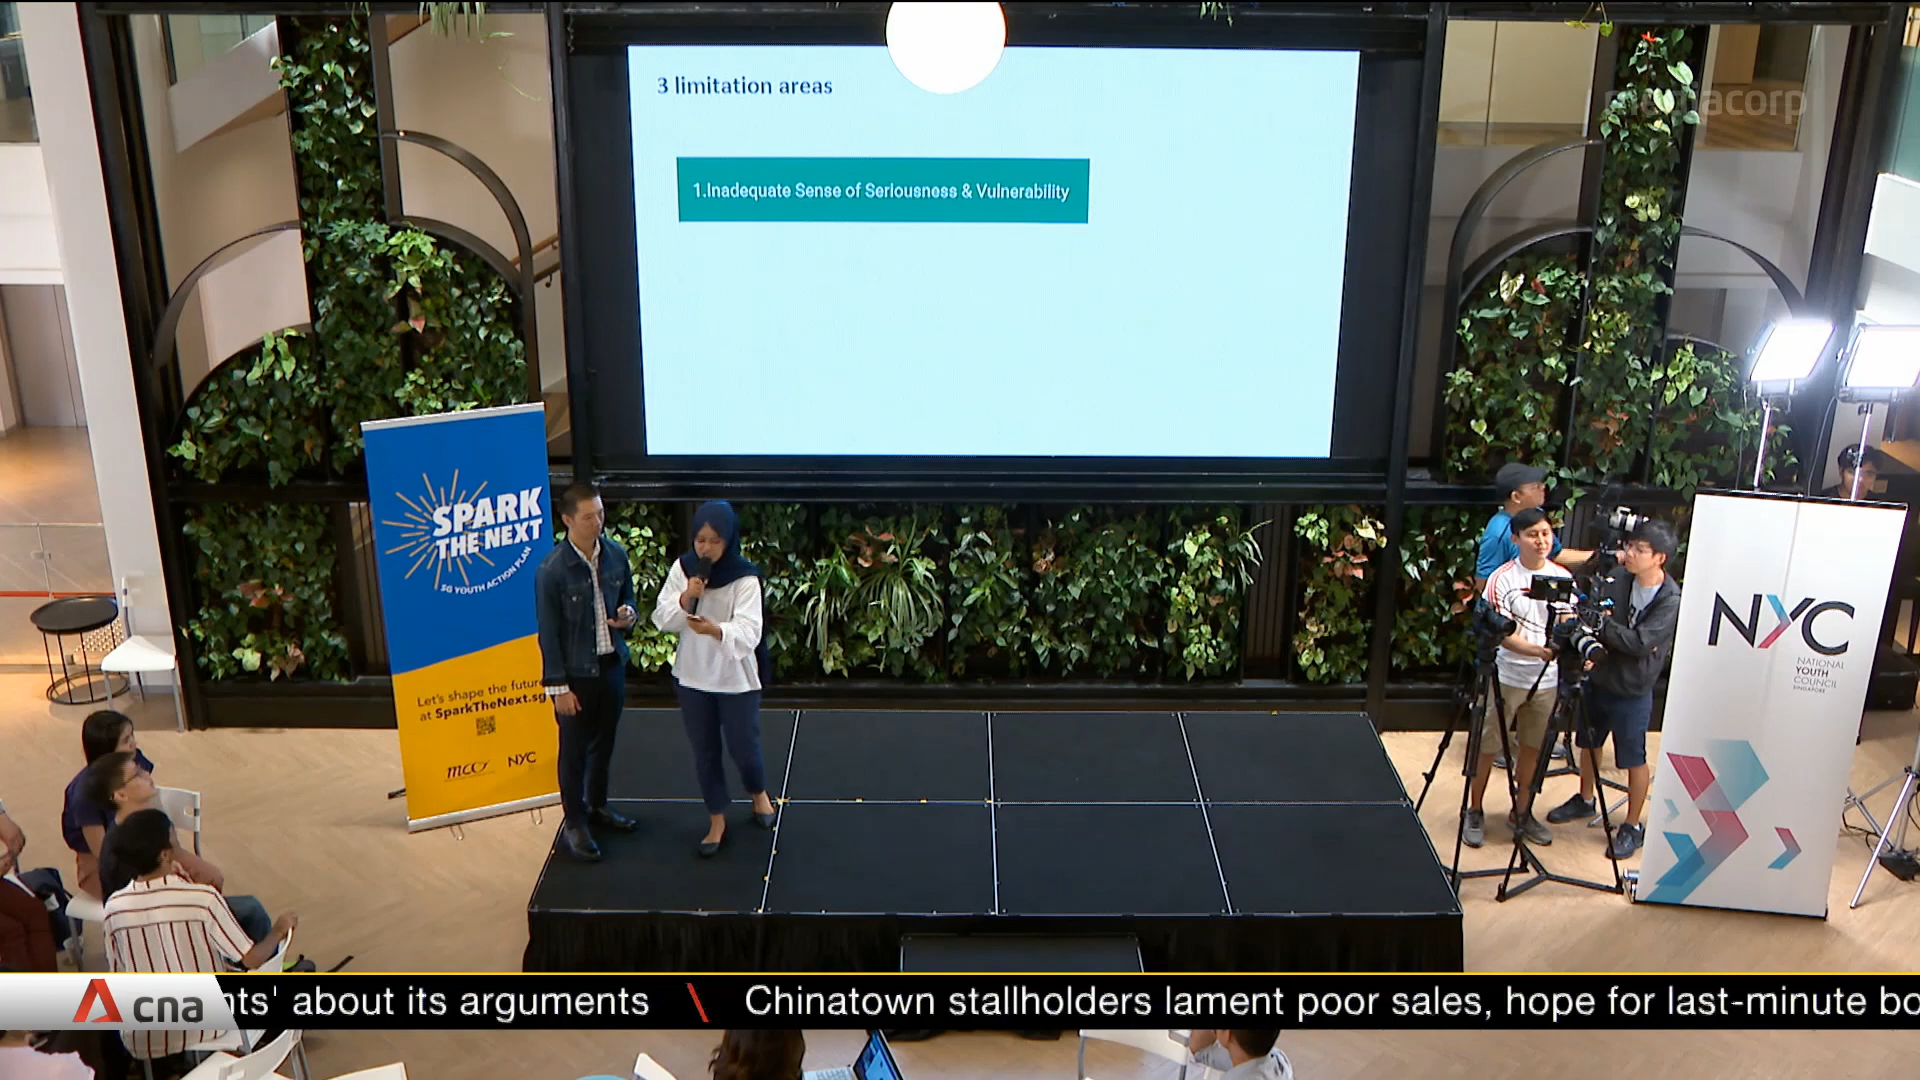 3 limitation areas
mediacorp
1.Inadequate Sense of Seriousness & Vulnerability
SPARK
THE NEXT
SG YOUTH ACTION PLAN
Let's shape the future
at SparkTheNext.sg
mccy NYC
NYC
NATIONAL
YOUTH
COUNCIL
SINGAPORE
cna
nts' about its arguments \ Chinatown stallholders lament poor sales, hope for last-minute bo